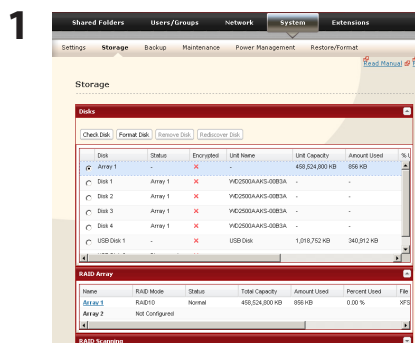 1
Shared Folders Users/Groups Network System Extensions
Settings Storage Backup Maintenance Power Management Restore/Format
Read Manual
Storage
Disks
Check Disk Format Disk Remove Disk Rediscover Disk
Disk Status Encrypted Unit Name Unit Capacity Amount Used % U
Array 1 - - 458,524,800 KB 856 KB
Disk 1 Array 1 WD2500AAKS-00B3A - -
Disk 2 Array 1 WD2500AAKS-00B3A - -
Disk 3 Array 1 WD2500AAKS-00B3A - -
Disk 4 Array 1 WD2500AAKS-00B3A - -
USB Disk 1 - USB Disk 1,018,752 KB 340,912 KB
RAID Array
Name RAID Mode Status Total Capacity Amount Used Percent Used File
Array 1 RAID10 Normal 458,524,800 KB 856 KB 0.00 % XFS
Array 2 Not Configured
RAID Scanning